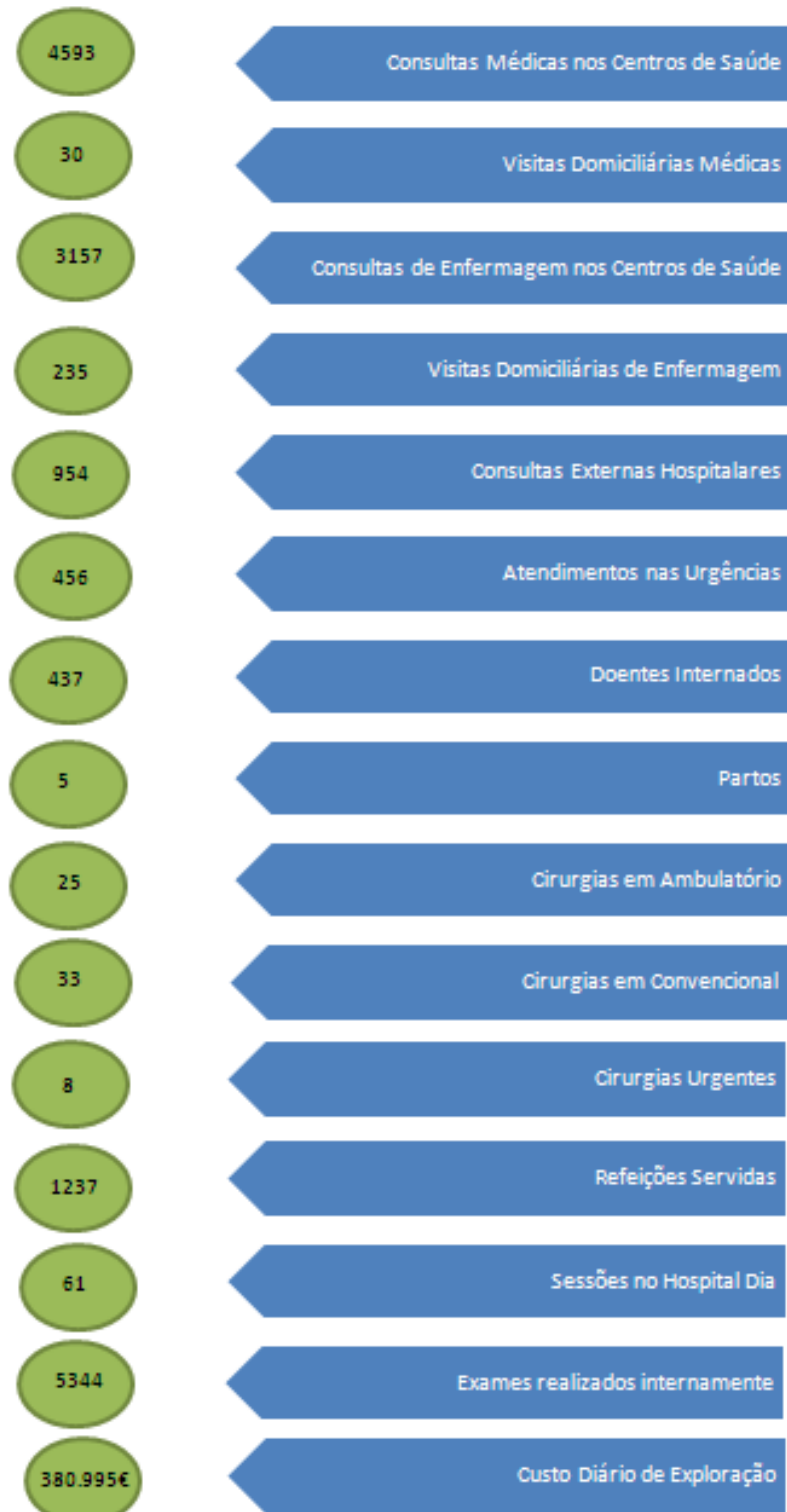 4593
Consultas Médicas nos Centros de Saúde
30
Visitas Domiciliárias Médicas
3157
Consultas de Enfermagem nos Centros de Saúde
235
Visitas Domiciliárias de Enfermagem
954
Consultas Externas Hospitalares
456
Atendimentos nas Urgências
437
Doentes Internados
5
Partos
25
Cirurgias em Ambulatório
33
Cirurgias em Convencional
8
Cirurgias Urgentes
1237
Refeições Servidas
61
Sessões no Hospital Dia
5344
Exames realizados internamente
380.995€
Custo Diário de Exploração